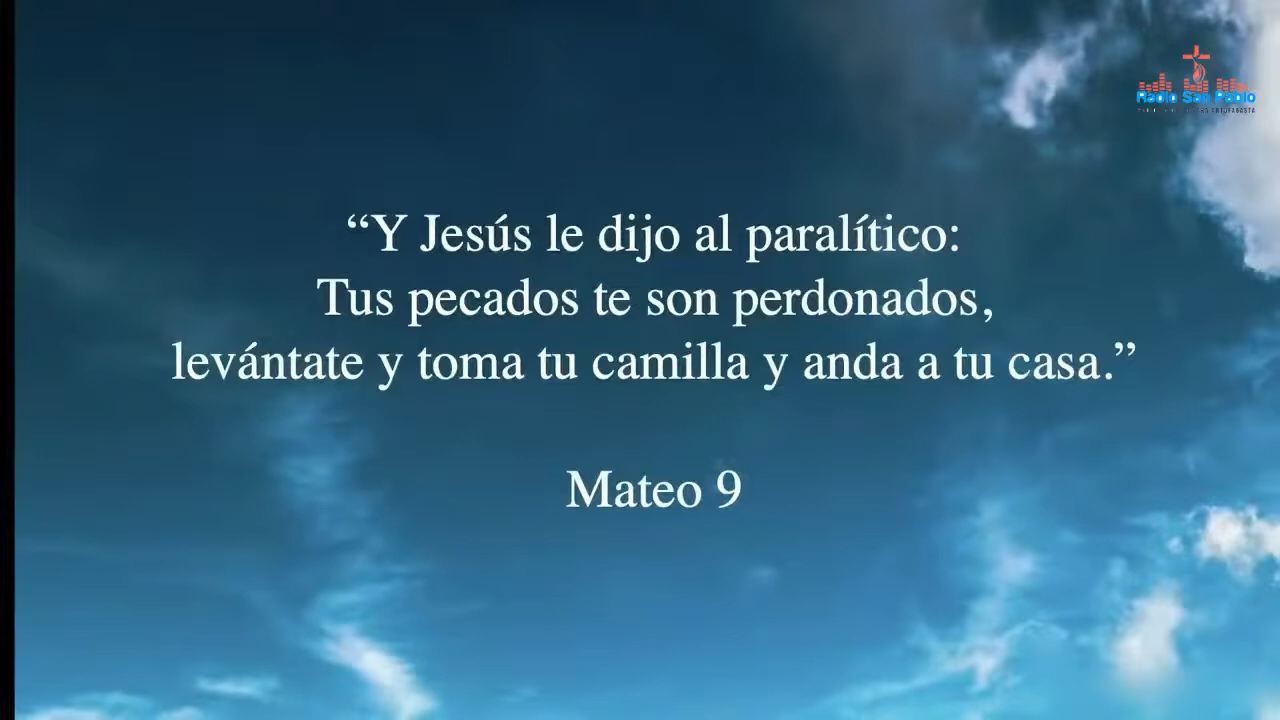 Radio San Pablo
“Y Jesús le dijo al paralítico:
Tus pecados te son perdonados,
levántate y toma tu camilla y anda a tu casa.”
Mateo 9